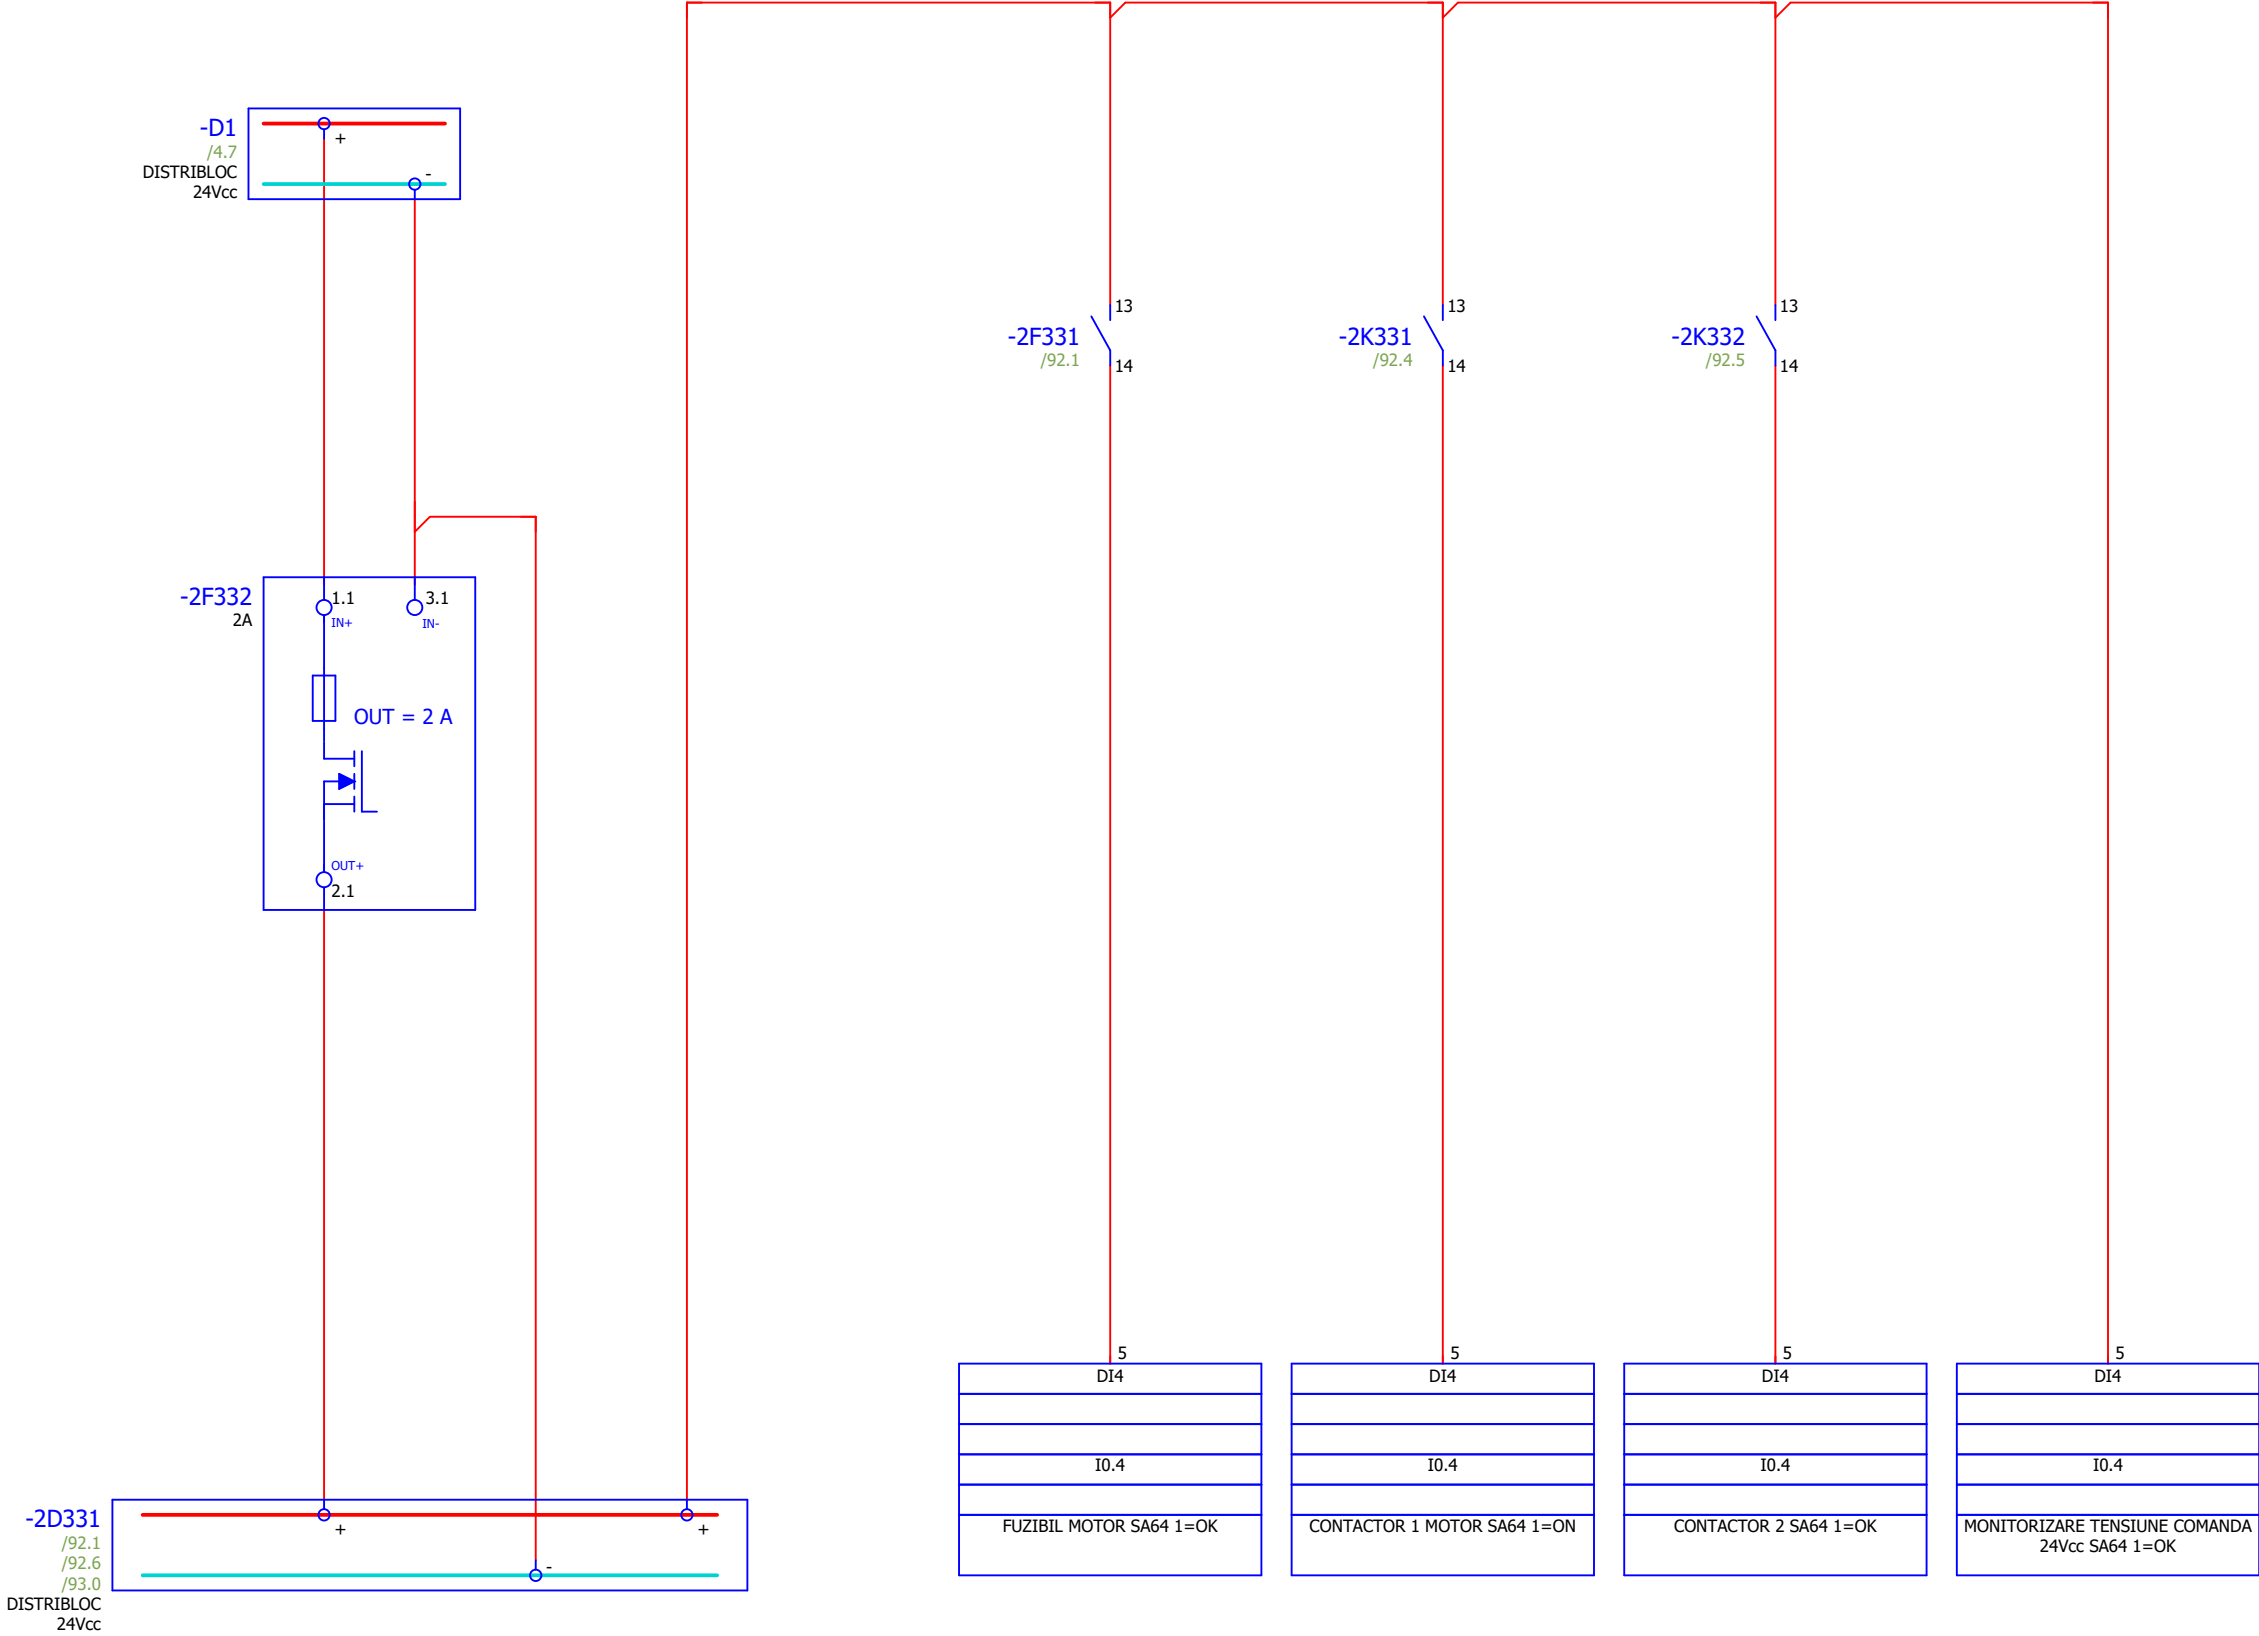 -D1
/4.7
DISTRIBLOC
24Vcc
+
-
-2F331
/92.1
13
14
-2K331
/92.4
13
14
-2K332
/92.5
13
14
-2F332
2A
1.1
IN+
3.1
IN-
OUT = 2 A
OUT+
2.1
5
DI4
I0.4
FUZIBIL MOTOR SA64 1=OK
5
DI4
I0.4
CONTACTOR 1 MOTOR SA64 1=ON
5
DI4
I0.4
CONTACTOR 2 SA64 1=OK
5
DI4
I0.4
MONITORIZARE TENSIUNE COMANDA
24Vcc SA64 1=OK
-2D331
/92.1
/92.6
/93.0
DISTRIBLOC
24Vcc
+
-
+